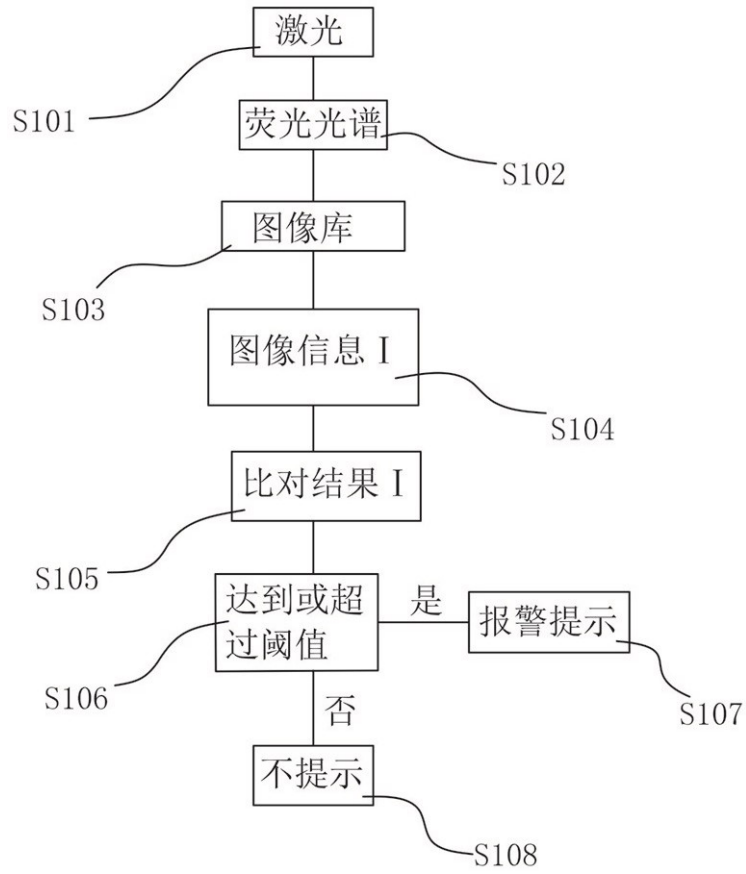 激光
S101
荧光光谱
S102
图像库
S103
图像信息 I
S104
比对结果 I
S105
达到或超
过阈值
是
报警提示
S106
S107
否
不提示
S108